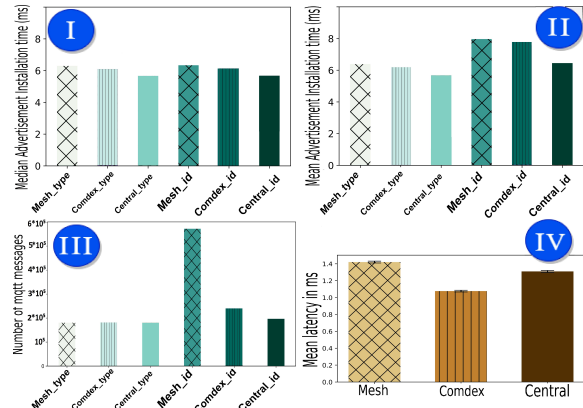 I
Median Advertisement Installation time (ms)
8
6
4
2
0
Mesh_type
Comdex_type
Central_type
Mesh_id
Comdex_id
Central_id
II
Mean Advertisement Installation time (ms)
8
6
4
2
0
Mesh_type
Comdex_type
Central_type
Mesh_id
Comdex_id
Central_id
III
Number of mqtt messages
6*10⁵
5*10⁵
4*10⁵
3*10⁵
2*10⁵
10⁵
0
Mesh_type
Comdex_type
Central_type
Mesh_id
Comdex_id
Central_id
IV
Mean latency in ms
1.4
1.2
1.0
0.8
0.6
0.4
0.2
0.0
Mesh
Comdex
Central